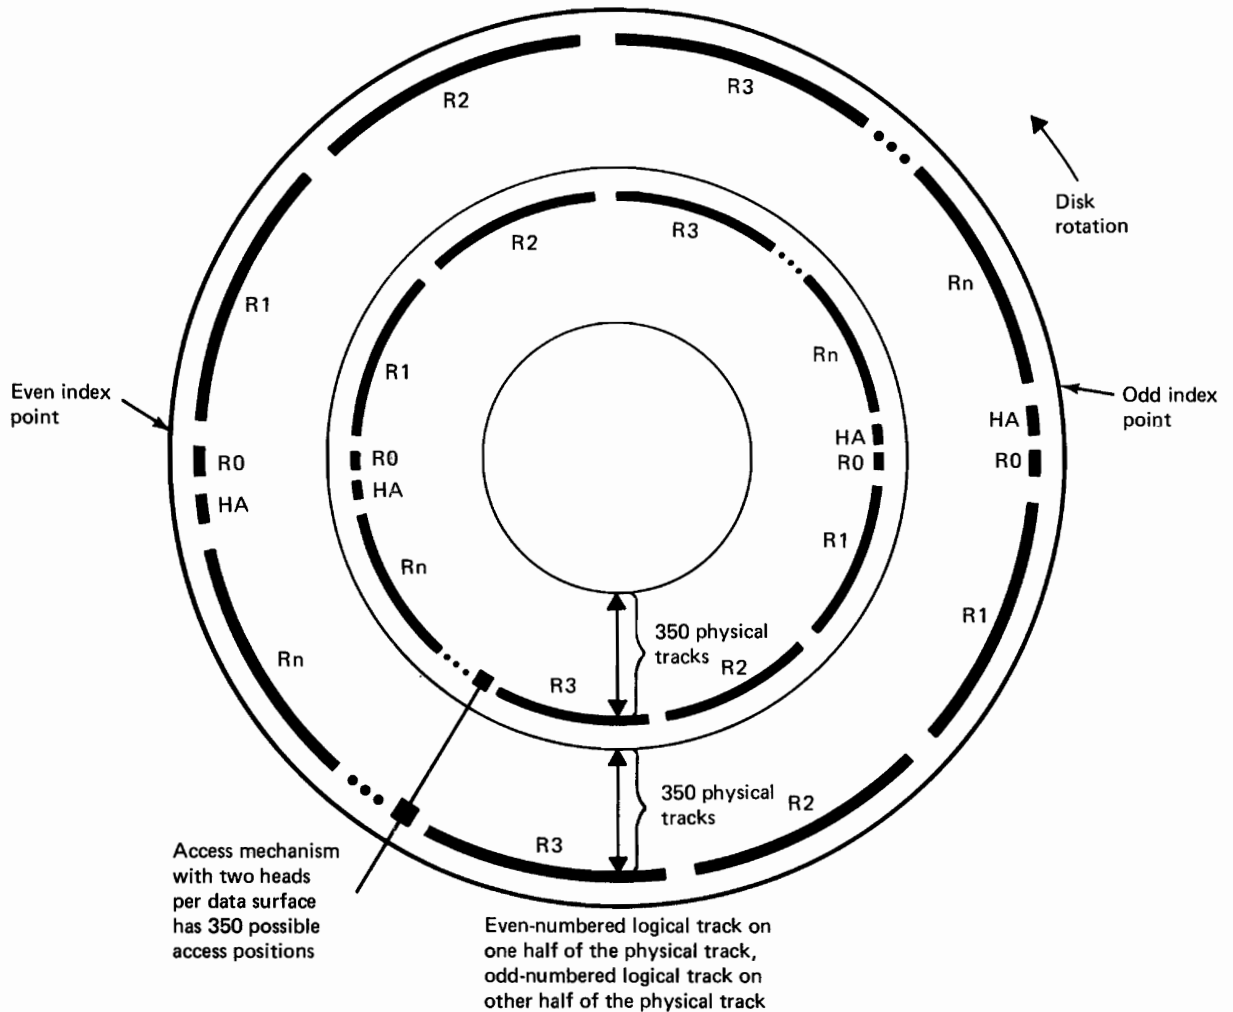 R2
R3
Disk
rotation
R2
R3
Rn
R1
Rn
R1
Even index
point
Odd index
point
HA
HA
R0
R0
R0
R0
HA
HA
R1
Rn
R1
350 physical
tracks
Rn
R2
R3
350 physical
tracks
R2
R3
Access mechanism
with two heads
per data surface
has 350 possible
access positions
Even-numbered logical track on
one half of the physical track,
odd-numbered logical track on
other half of the physical track